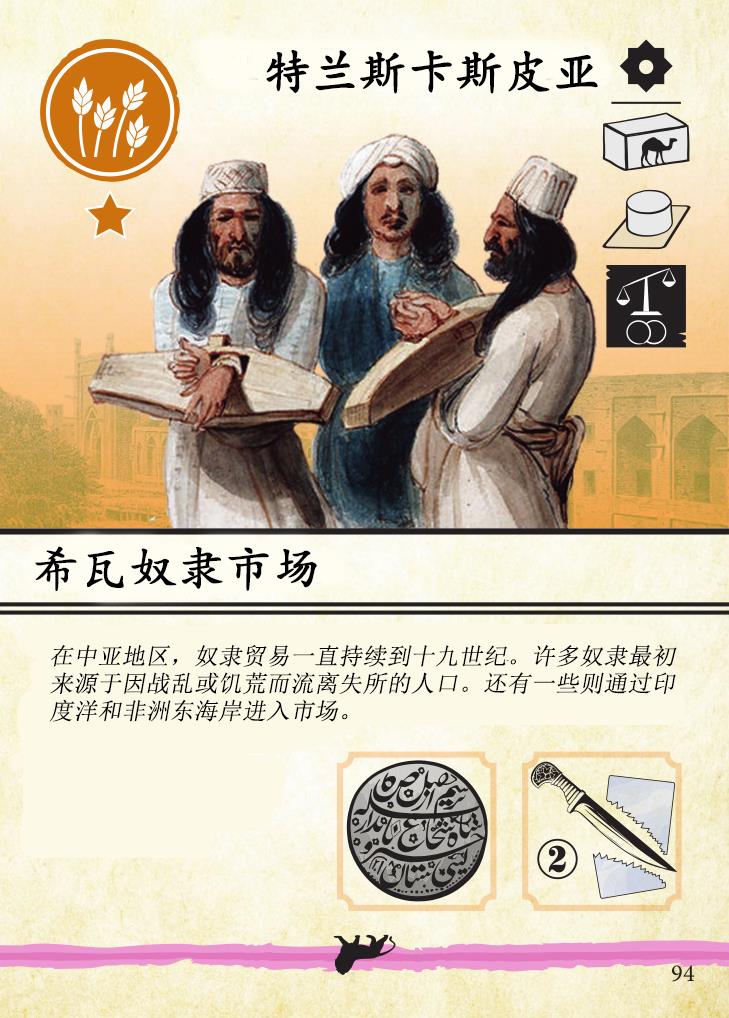 特兰斯卡斯皮亚
希瓦奴隶市场
在中亚地区，奴隶贸易一直持续到十九世纪。许多奴隶最初
来源于因战乱或饥荒而流离失所的人口。还有一些则通过印
度洋和非洲东海岸进入市场。
2
94